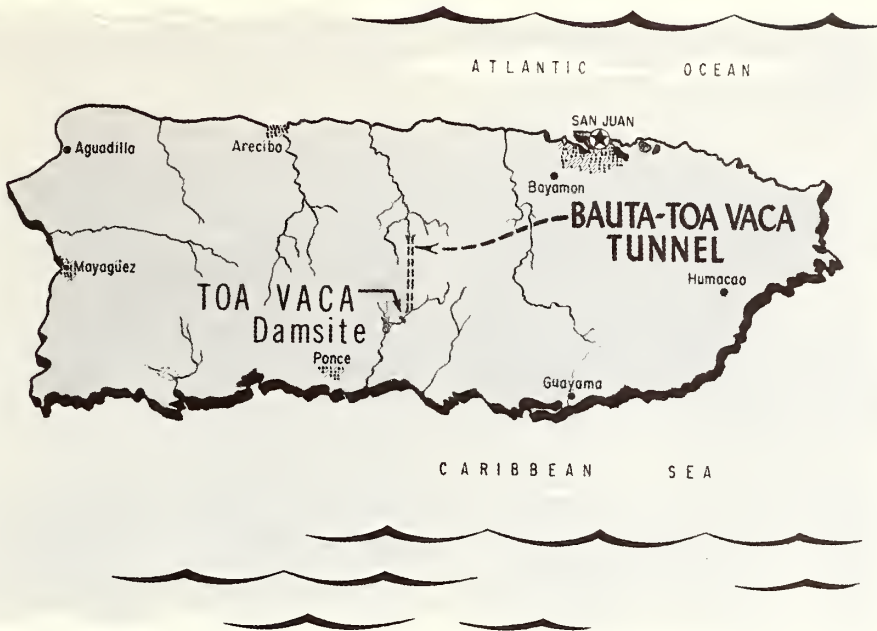 ATLANTIC OCEAN
SAN JUAN
Aguadilla
Arecibo
Bayamon
BAUTA-TOA VACA
TUNNEL
Mayagüez
Humacao
TOA VACA
Damsite
Ponce
Guayama
CARIBBEAN SEA